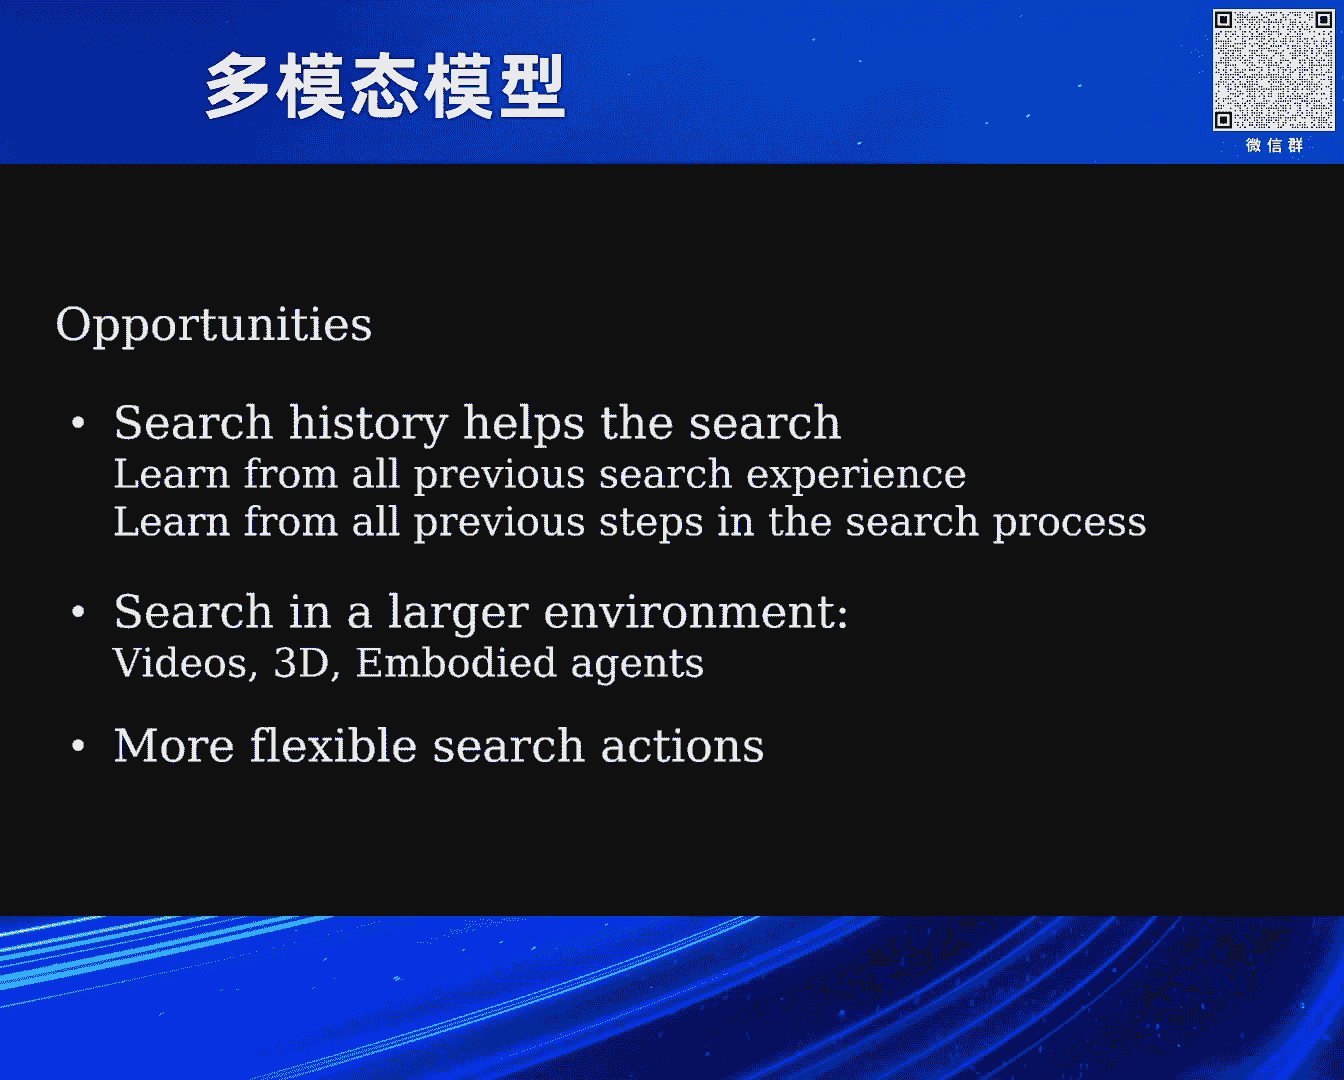 多模态模型
微信群
Opportunities
• Search history helps the search
Learn from all previous search experience
Learn from all previous steps in the search process
• Search in a larger environment:
Videos, 3D, Embodied agents
• More flexible search actions